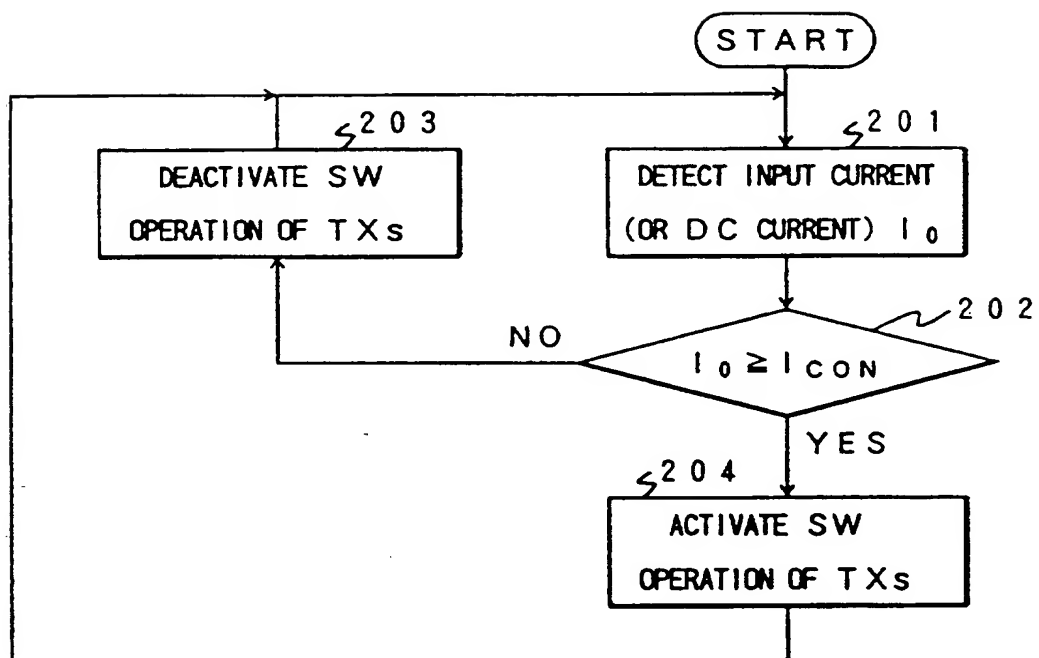 START
203
DEACTIVATE SW
OPERATION OF TXs
201
DETECT INPUT CURRENT
(OR DC CURRENT) I0
202
NO
I0 ≧ ICON
YES
204
ACTIVATE SW
OPERATION OF TXs